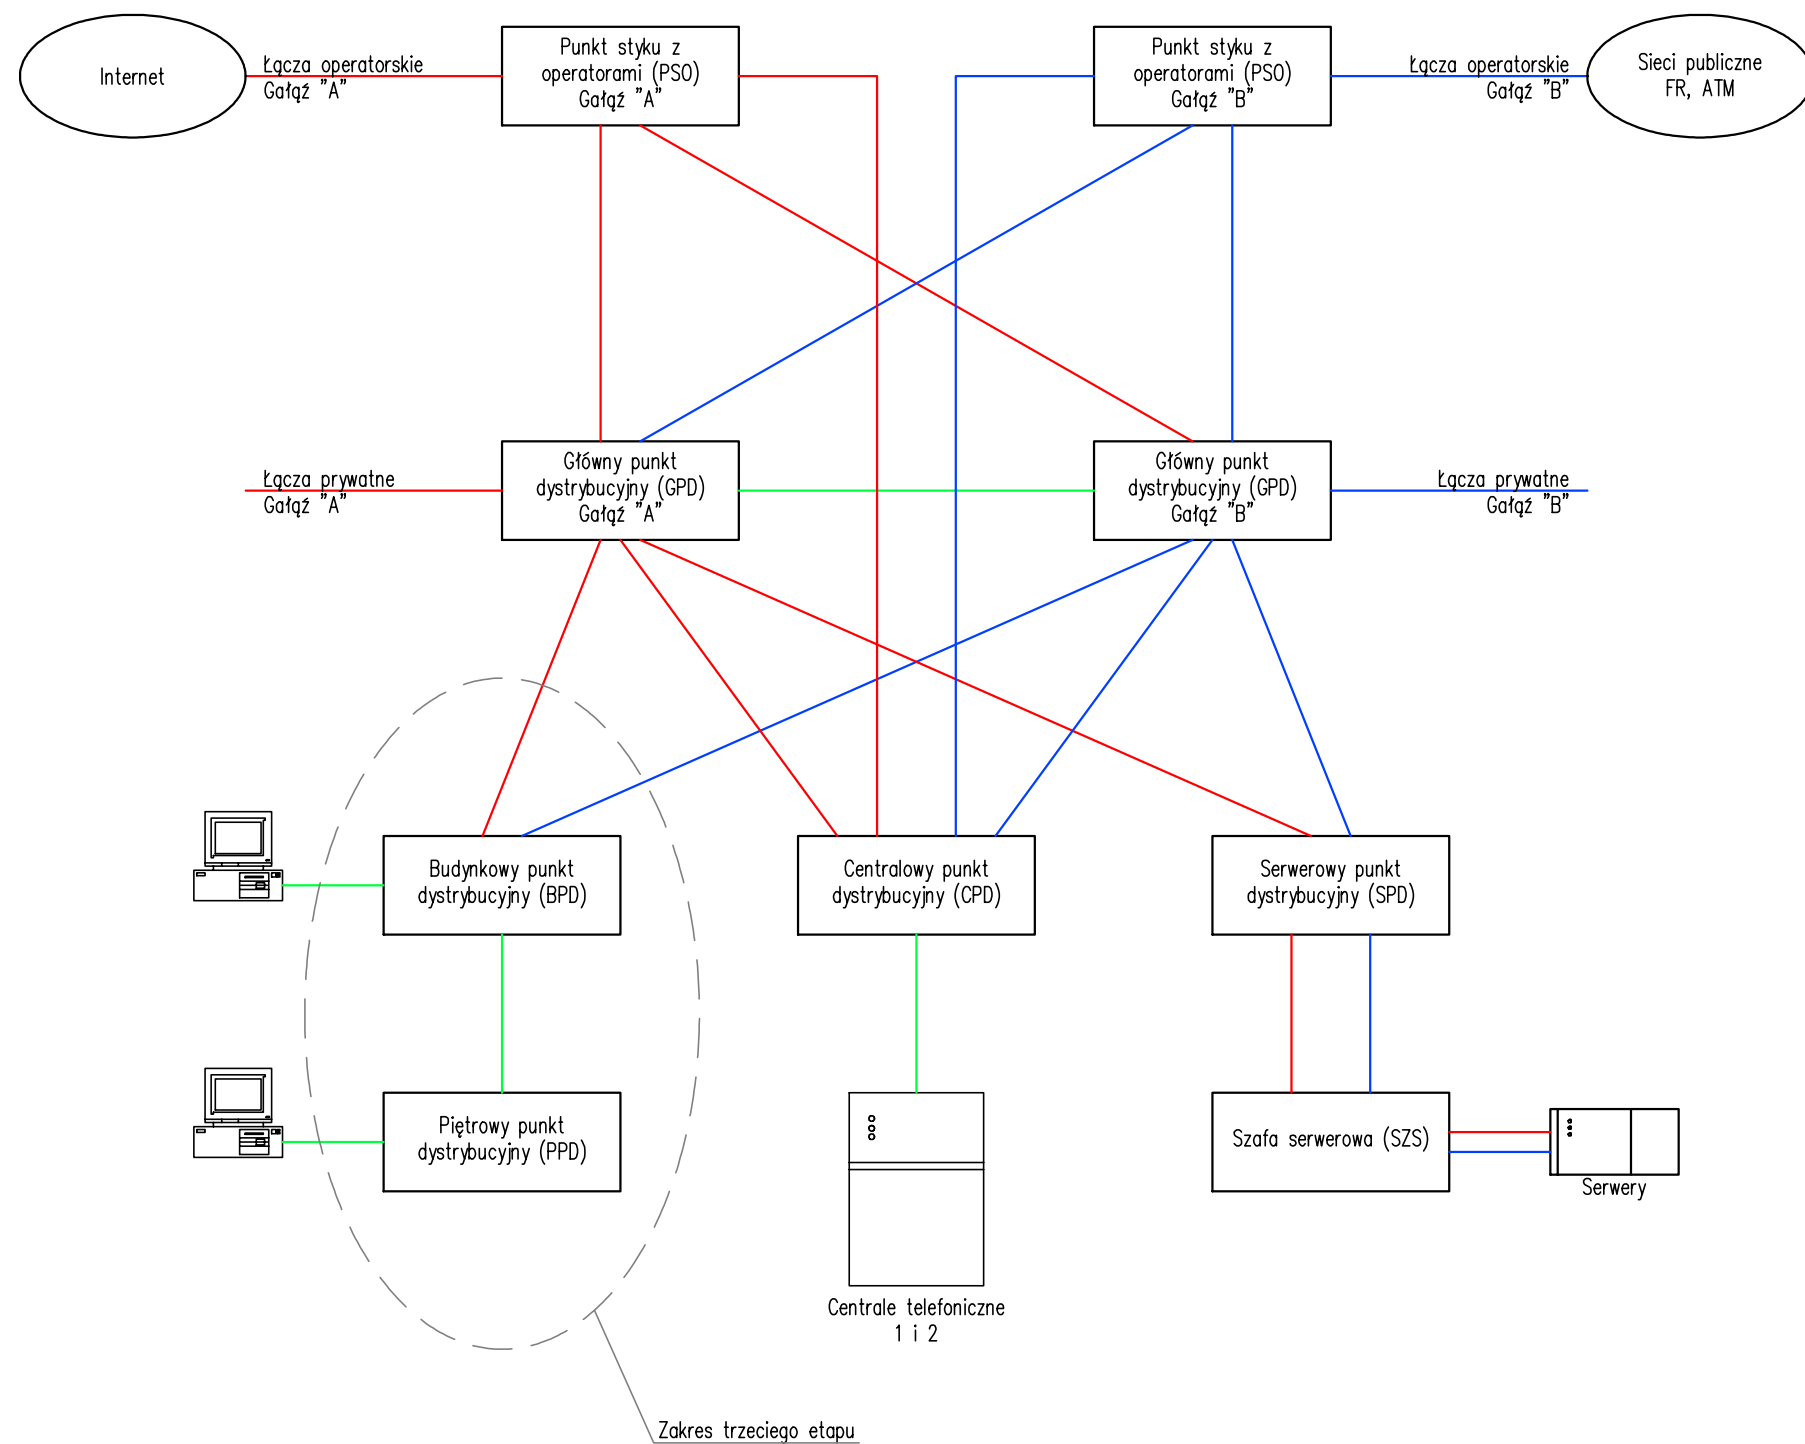 Internet
Łącza operatorskie
Gałąź "A"
Punkt styku z
operatorami (PSO)
Gałąź "A"
Punkt styku z
operatorami (PSO)
Gałąź "B"
Łącza operatorskie
Gałąź "B"
Sieci publiczne
FR, ATM
Łącza prywatne
Gałąź "A"
Główny punkt
dystrybucyjny (GPD)
Gałąź "A"
Główny punkt
dystrybucyjny (GPD)
Gałąź "B"
Łącza prywatne
Gałąź "B"
Budynkowy punkt
dystrybucyjny (BPD)
Centralowy punkt
dystrybucyjny (CPD)
Serwerowy punkt
dystrybucyjny (SPD)
Piętrowy punkt
dystrybucyjny (PPD)
Szafa serwerowa (SZS)
Serwery
Centrale telefoniczne
1 i 2
Zakres trzeciego etapu